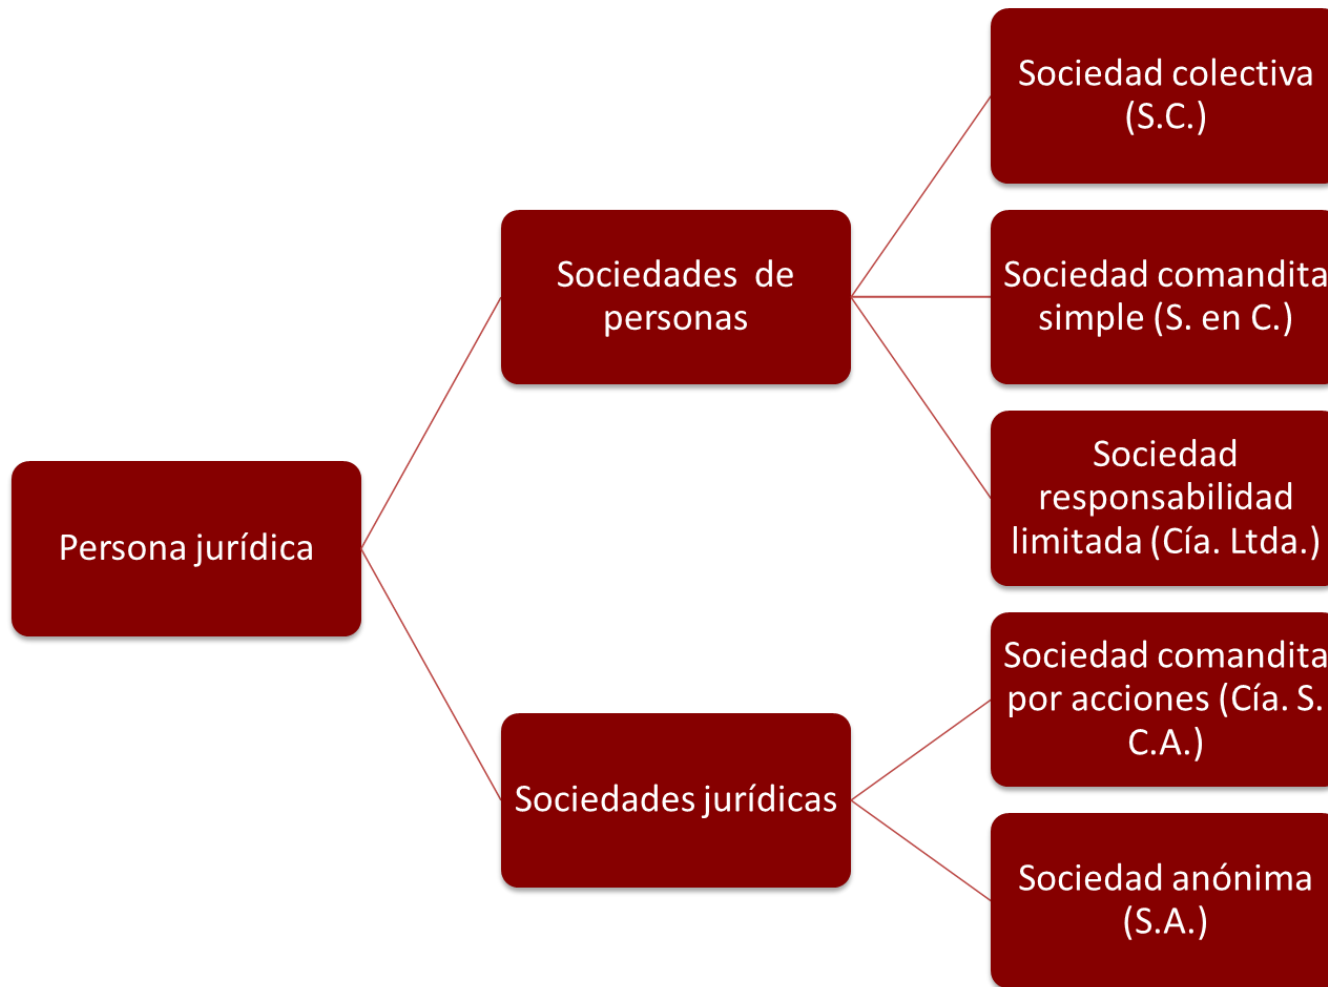 Sociedad colectiva
(S.C.)
Sociedades de
personas
Sociedad comandita
simple (S. en C.)
Sociedad
responsabilidad
limitada (Cía. Ltda.)
Persona jurídica
Sociedad comandita
por acciones (Cía. S.
C.A.)
Sociedades jurídicas
Sociedad anónima
(S.A.)